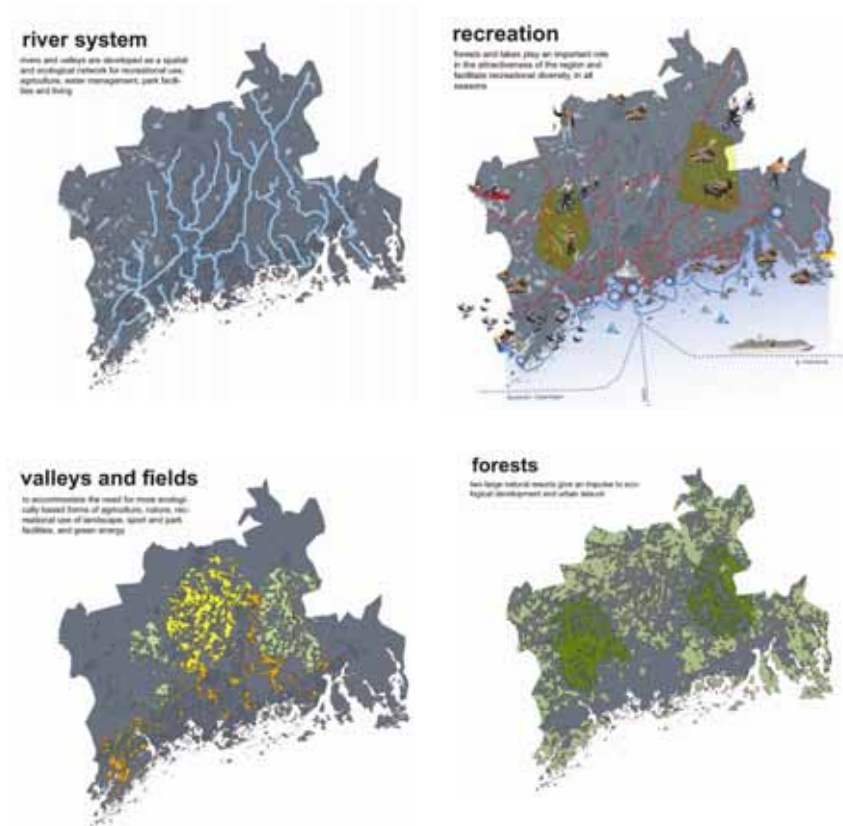 river system
rivers and valleys are developed as a spatial
and ecological network for recreational use,
agriculture, water management, park facili-
ties and living
recreation
forests and lakes play an important role
in the attractiveness of the region and
facilitate recreational diversity, in all
seasons
valleys and fields
to accommodate the need for more ecologi-
cally based forms of agriculture, nature, rec-
reational use of landscape, sport and park
facilities, and green energy
forests
two large natural resorts give an impulse to eco-
logical development and urban leisure